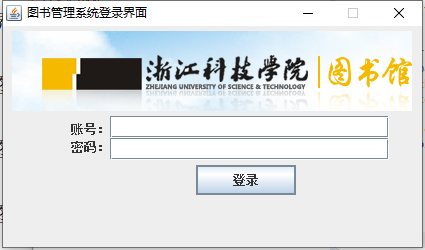 图书管理系统登录界面
浙江科技学院 图书馆
ZHEJIANG UNIVERSITY OF SCIENCE & TECHNOLOGY
账号：
密码：
登录